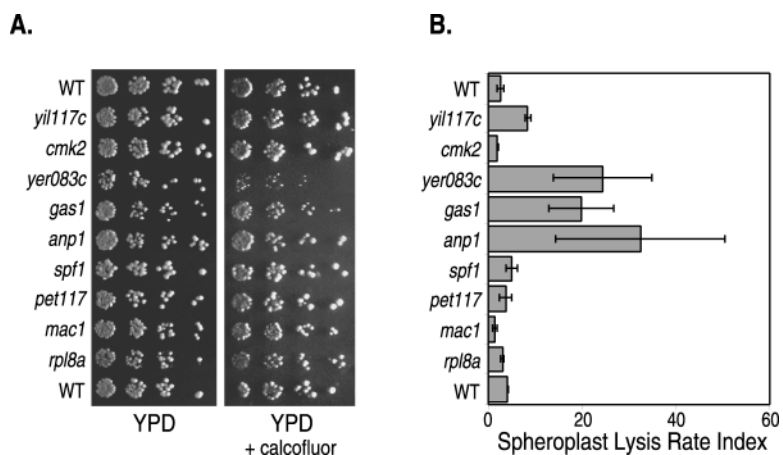 A.
WT
yil117c
cmk2
yer083c
gas1
anp1
spf1
pet117
mac1
rpl8a
WT
YPD
YPD
+ calcofluor
B.
WT
yil117c
cmk2
yer083c
gas1
anp1
spf1
pet117
mac1
rpl8a
WT
0 20 40 60
Spheroplast Lysis Rate Index